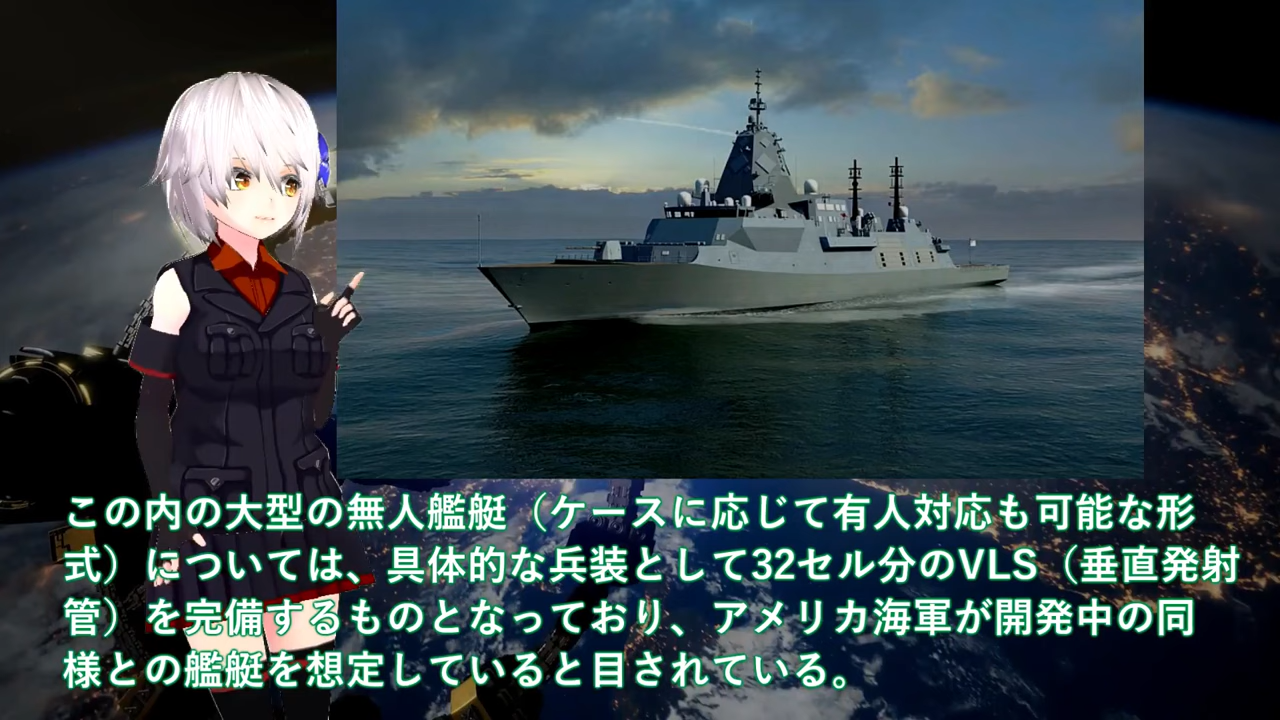 この内の大型の無人艦艇（ケースに応じて有人対応も可能な形
式）については、具体的な兵装として32セル分のVLS（垂直発射
管）を完備するものとなっており、アメリカ海軍が開発中の同
様との艦艇を想定していると目されている。